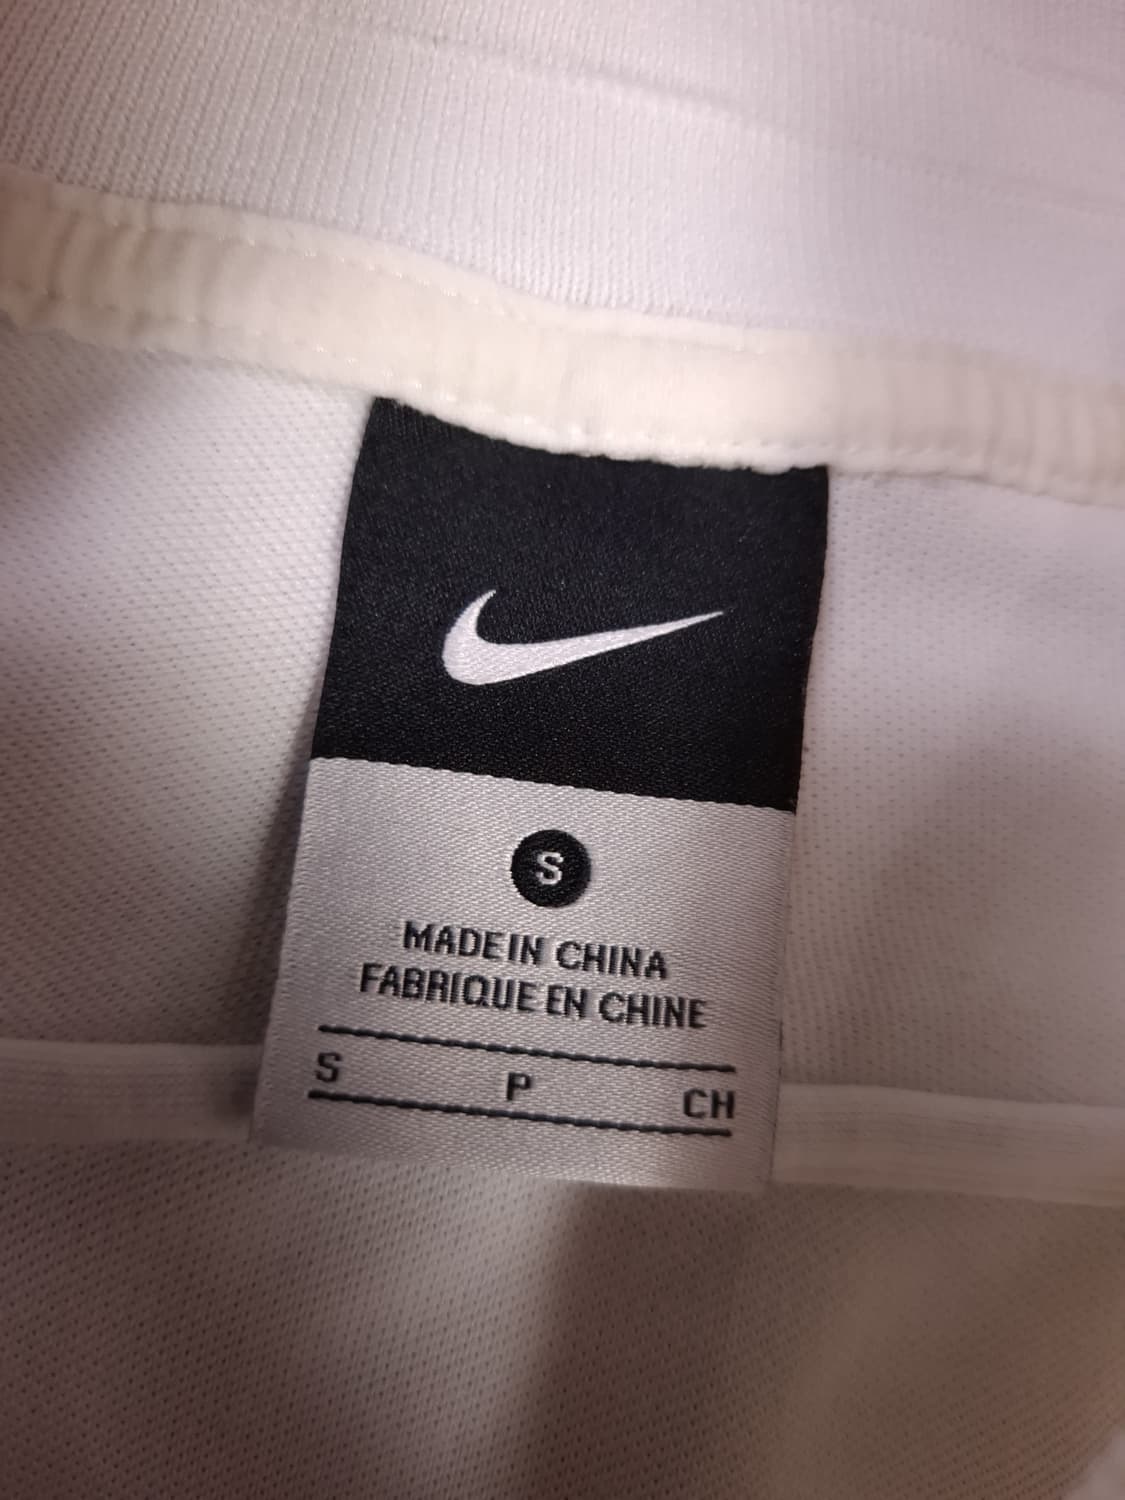 S
MADE IN CHINA
FABRIQUE EN CHINE
S P CH